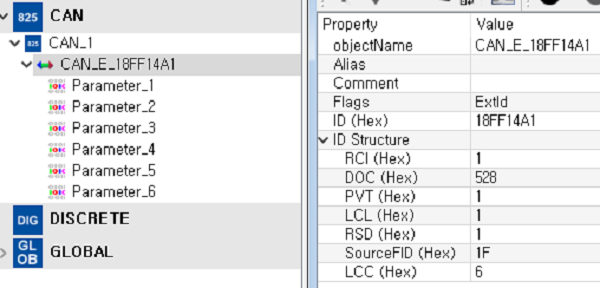 825 CAN
825 CAN_1
CAN_E_18FF14A1
Parameter_1
Parameter_2
Parameter_3
Parameter_4
Parameter_5
Parameter_6
DIG DISCRETE
GL OB GLOBAL
Property Value
objectName CAN_E_18FF14A1
Alias
Comment
Flags ExtId
ID (Hex) 18FF14A1
ID Structure
RCI (Hex) 1
DOC (Hex) 528
PVT (Hex) 1
LCL (Hex) 1
RSD (Hex) 1
SourceFID (Hex) 1F
LCC (Hex) 6